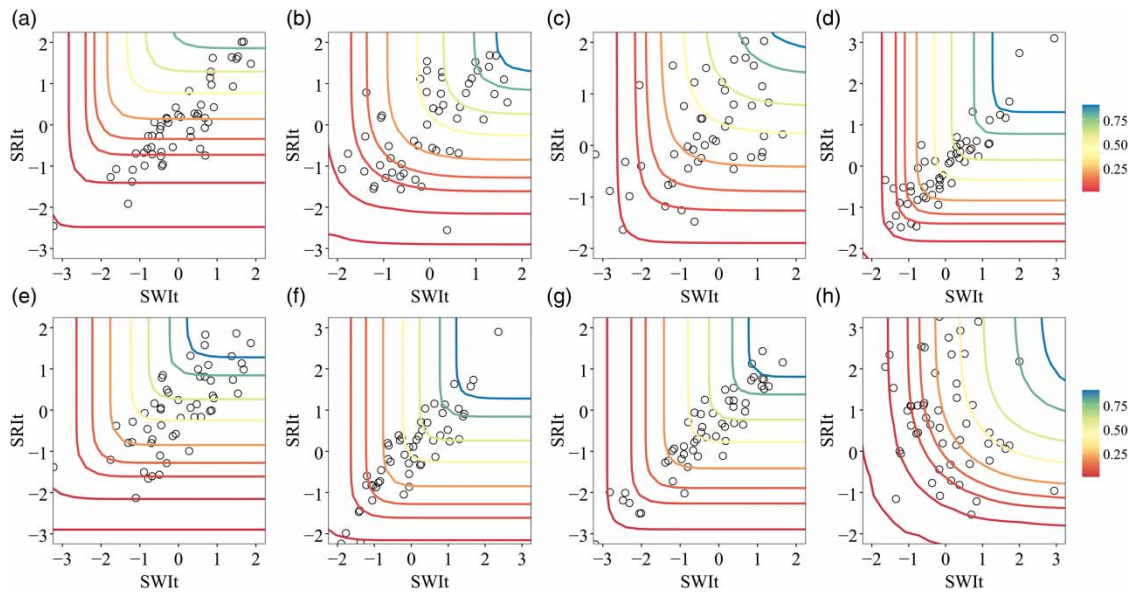 (a) (b) (c) (d)
2 2 2 3
1 1 1 2
0 0 0 1
−1 −1 −1 0
−2 −2 −1
−3 −3 −2 −2
SRIt SRIt SRIt SRIt
−3 −2 −1 0 1 2 −2 −1 0 1 2 −3 −2 −1 0 1 2 −2 −1 0 1 2 3
SWIt SWIt SWIt SWIt
0.75
0.50
0.25
(e) (f) (g) (h)
2 3 2 3
1 2 1 2
0 1 0 1
−1 0 −1 0
−2 −1 −2 −1
−3 −2 −3 −2
SRIt SRIt SRIt SRIt
−3 −2 −1 0 1 2 −2 −1 0 1 2 3 −3 −2 −1 0 1 2 −2 −1 0 1 2 3
SWIt SWIt SWIt SWIt
0.75
0.50
0.25